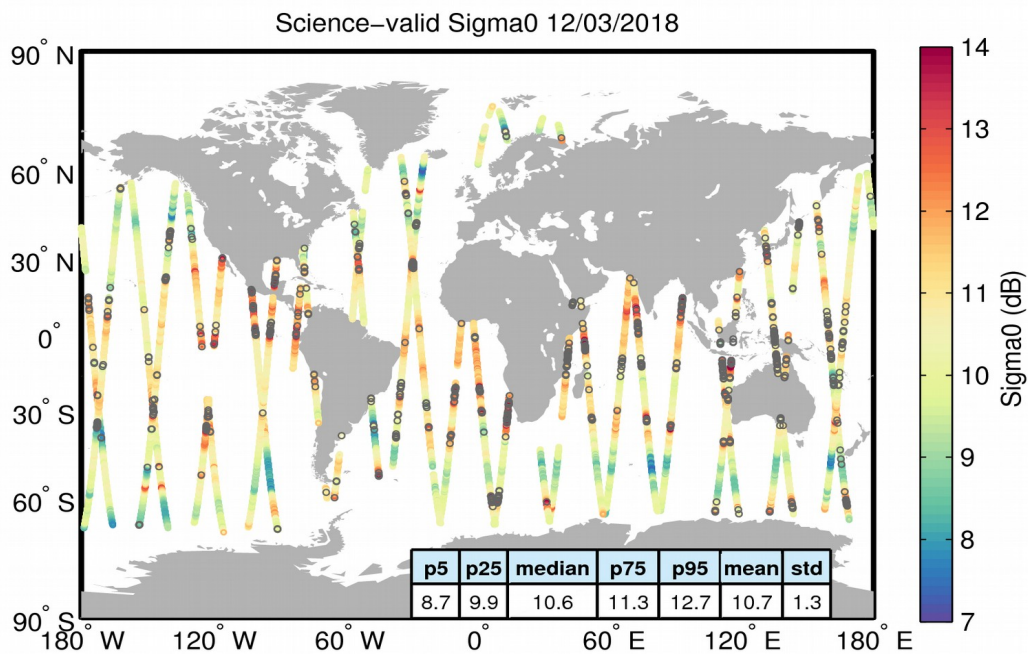 Science−valid Sigma0 12/03/2018
90° N
60° N
30° N
0°
30° S
60° S
90° S
180° W
120° W
60° W
0°
60° E
120° E
180° E
p5 p25 median p75 p95 mean std
8.7 9.9 10.6 11.3 12.7 10.7 1.3
14
13
12
11
10
9
8
7
Sigma0 (dB)